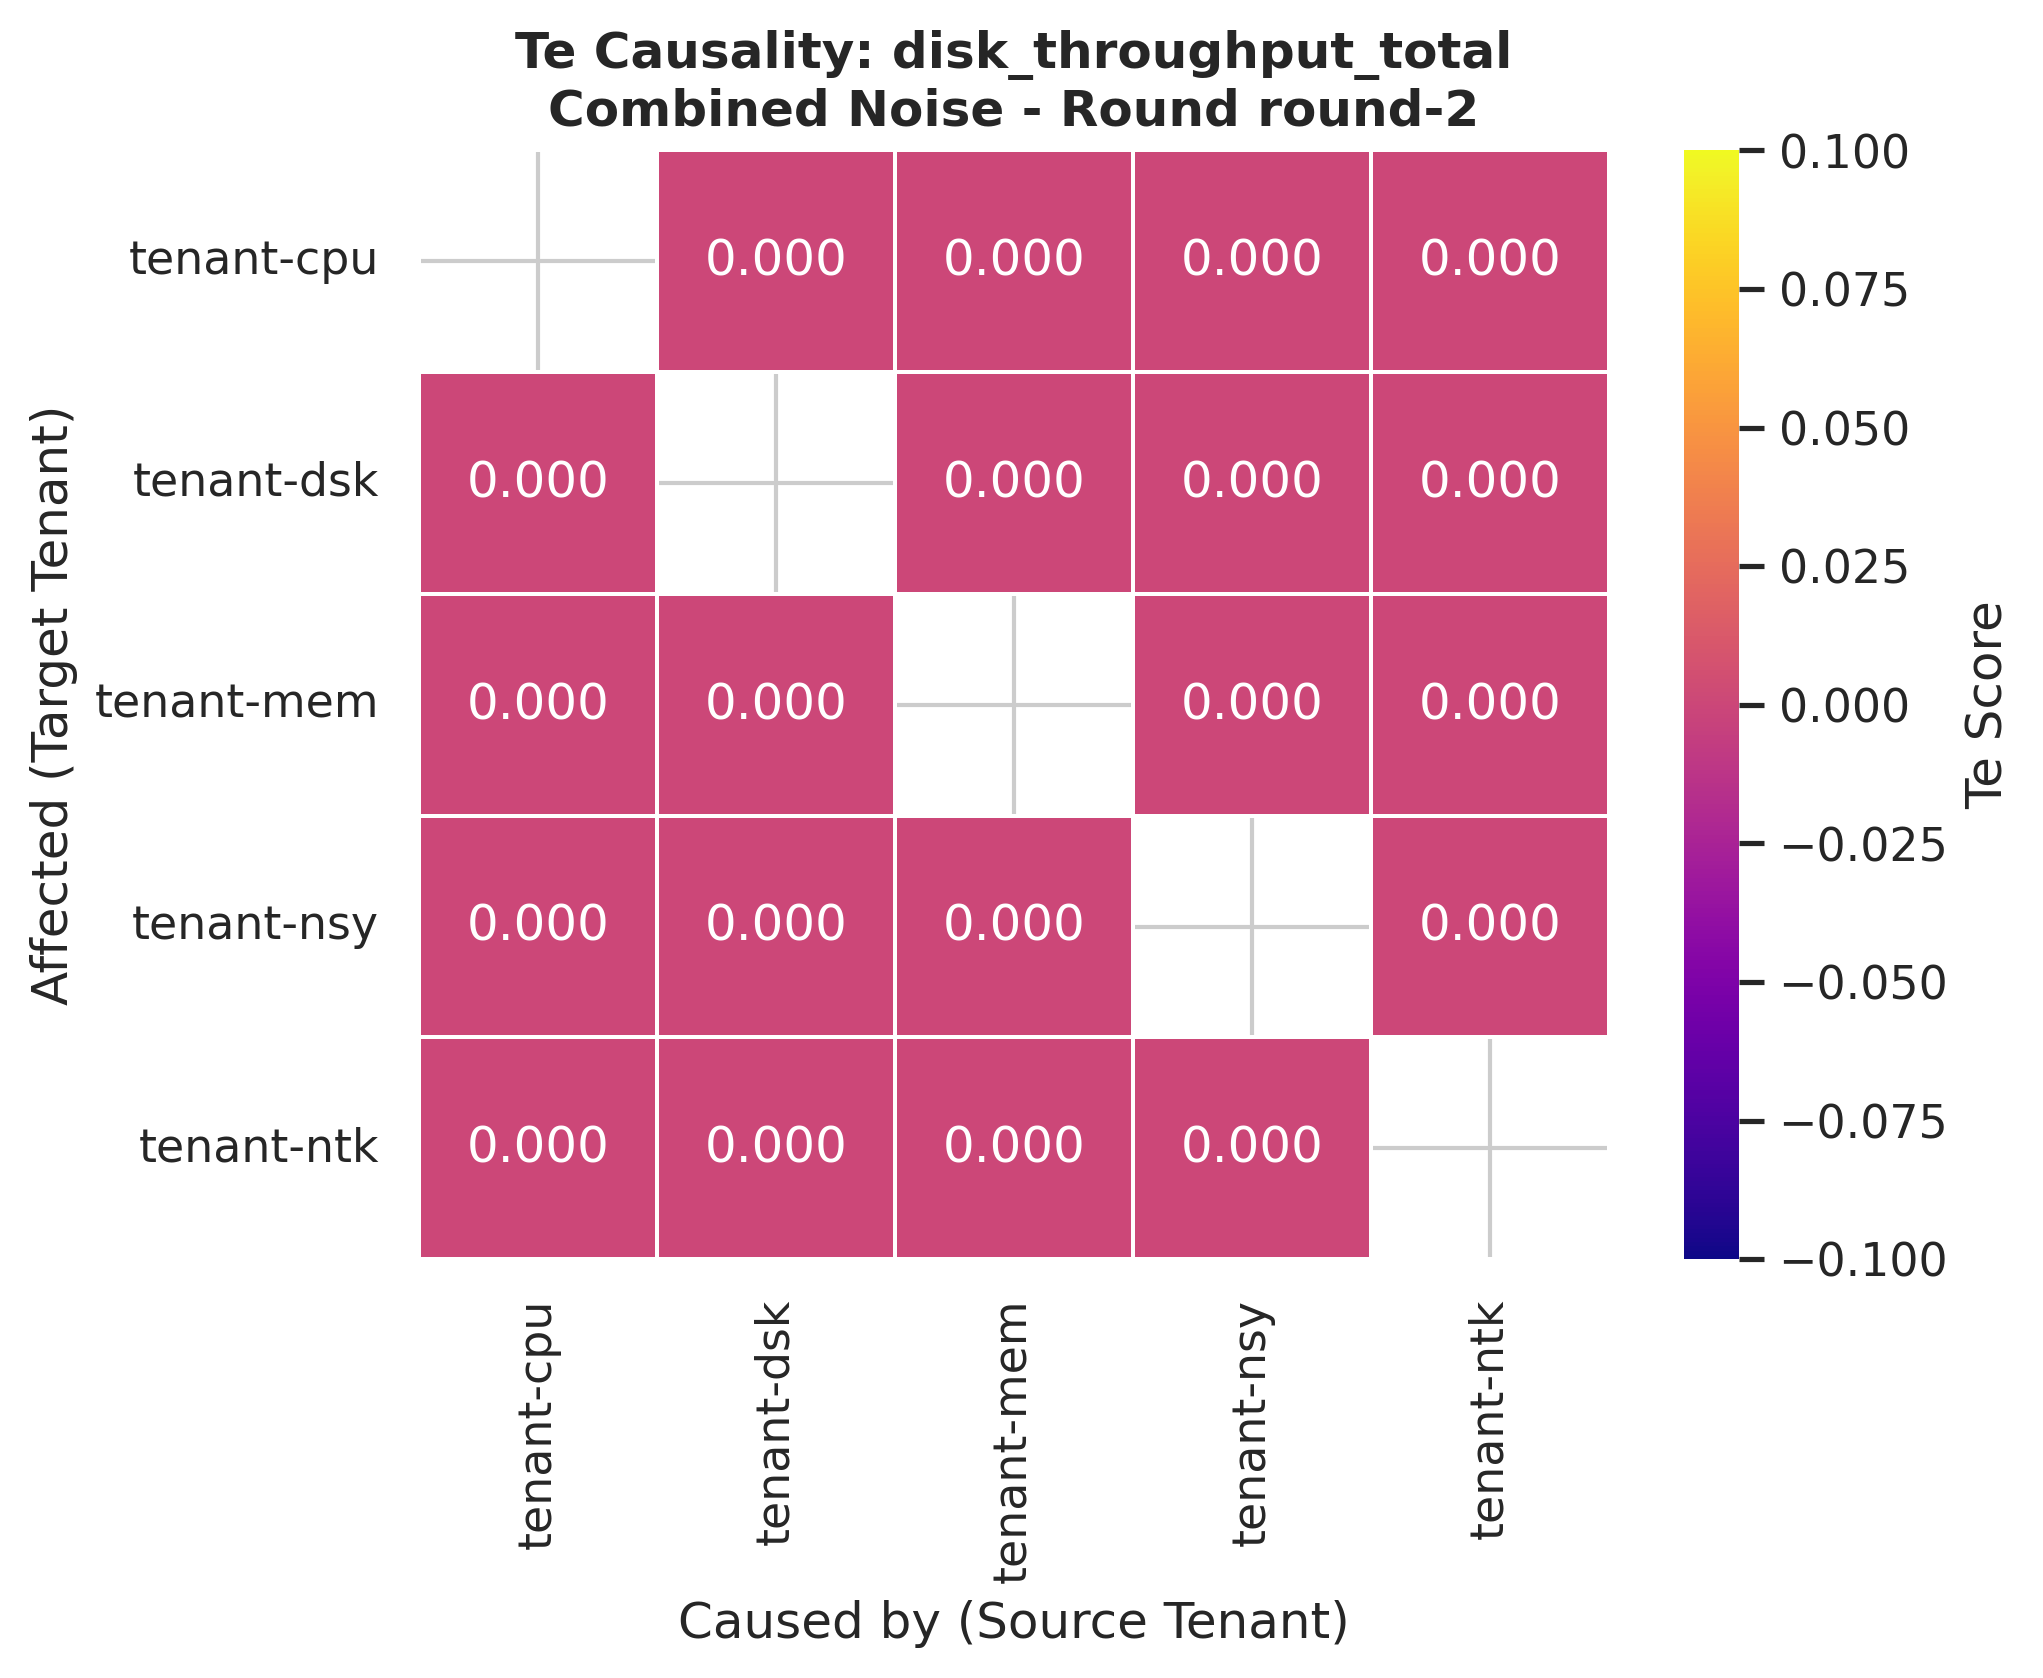 Te Causality: disk_throughput_total
Combined Noise - Round round-2
Affected (Target Tenant)
tenant-cpu
0.000 0.000 0.000 0.000
tenant-dsk
0.000 0.000 0.000 0.000
tenant-mem
0.000 0.000 0.000 0.000
tenant-nsy
0.000 0.000 0.000 0.000
tenant-ntk
0.000 0.000 0.000 0.000
tenant-cpu
tenant-dsk
tenant-mem
tenant-nsy
tenant-ntk
Caused by (Source Tenant)
0.100
0.075
0.050
0.025
0.000
−0.025
−0.050
−0.075
−0.100
Te Score